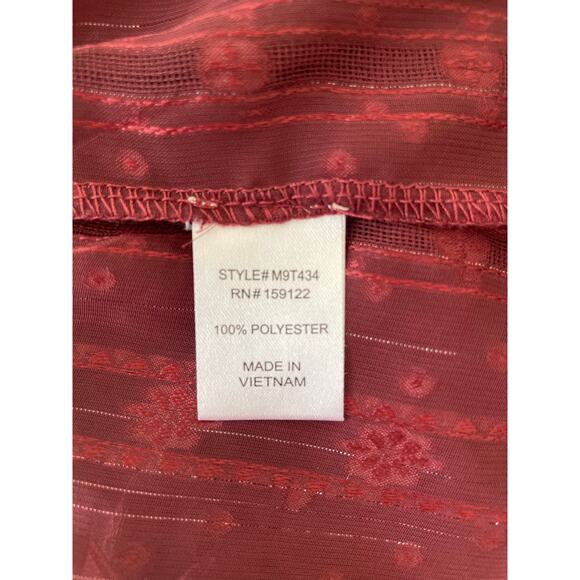 STYLE# M9T434
RN# 159122
100% POLYESTER
MADE IN
VIETNAM